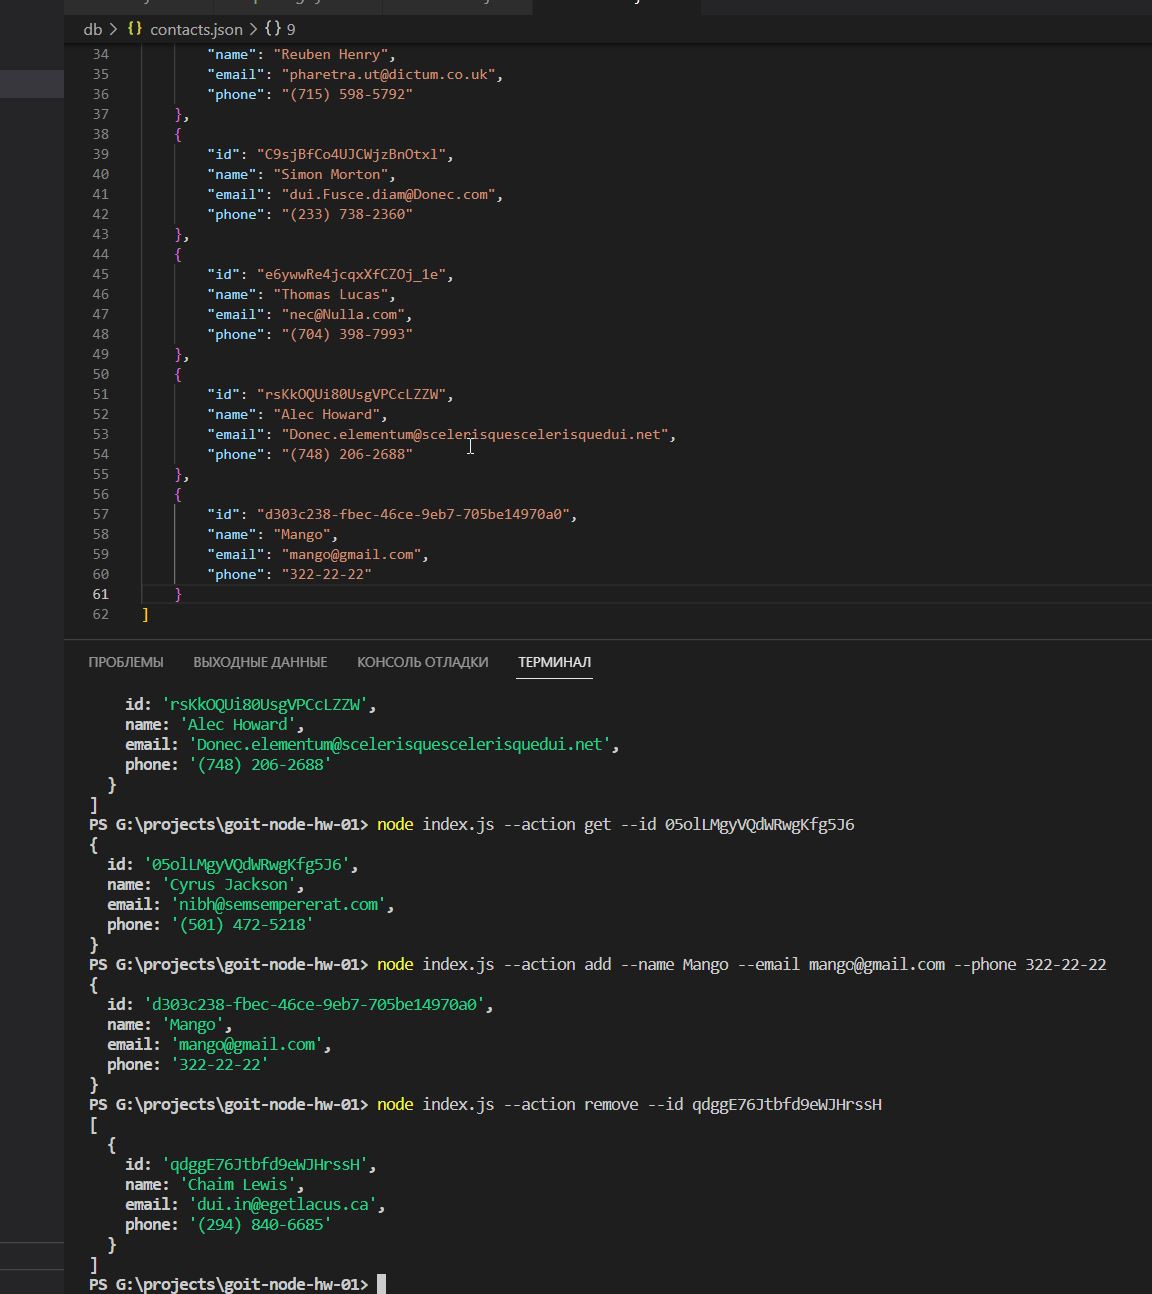 db > {} contacts.json > {} 9
34 "name": "Reuben Henry",
35 "email": "pharetra.ut@dictum.co.uk",
36 "phone": "(715) 598-5792"
37 },
38 {
39 "id": "C9sjBfCo4UJCWjzBnOtxl",
40 "name": "Simon Morton",
41 "email": "dui.Fusce.diam@Donec.com",
42 "phone": "(233) 738-2360"
43 },
44 {
45 "id": "e6ywwRe4jcqxXfCZOj_1e",
46 "name": "Thomas Lucas",
47 "email": "nec@Nulla.com",
48 "phone": "(704) 398-7993"
49 },
50 {
51 "id": "rsKkOQUi80UsgVPCcLZZW",
52 "name": "Alec Howard",
53 "email": "Donec.elementum@scelerisquescelerisquedui.net",
54 "phone": "(748) 206-2688"
55 },
56 {
57 "id": "d303c238-fbec-46ce-9eb7-705be14970a0",
58 "name": "Mango",
59 "email": "mango@gmail.com",
60 "phone": "322-22-22"
61 }
62 ]
ПРОБЛЕМЫ ВЫХОДНЫЕ ДАННЫЕ КОНСОЛЬ ОТЛАДКИ ТЕРМИНАЛ
id: 'rsKkOQUi80UsgVPCcLZZW',
name: 'Alec Howard',
email: 'Donec.elementum@scelerisquescelerisquedui.net',
phone: '(748) 206-2688'
}
]
PS G:\projects\goit-node-hw-01> node index.js --action get --id 05olLMgyVQdWRwgKfg5J6
{
id: '05olLMgyVQdWRwgKfg5J6',
name: 'Cyrus Jackson',
email: 'nibh@semsempererat.com',
phone: '(501) 472-5218'
}
PS G:\projects\goit-node-hw-01> node index.js --action add --name Mango --email mango@gmail.com --phone 322-22-22
{
id: 'd303c238-fbec-46ce-9eb7-705be14970a0',
name: 'Mango',
email: 'mango@gmail.com',
phone: '322-22-22'
}
PS G:\projects\goit-node-hw-01> node index.js --action remove --id qdggE76Jtbfd9eWJHrssH
[
{
id: 'qdggE76Jtbfd9eWJHrssH',
name: 'Chaim Lewis',
email: 'dui.in@egetlacus.ca',
phone: '(294) 840-6685'
}
]
PS G:\projects\goit-node-hw-01>